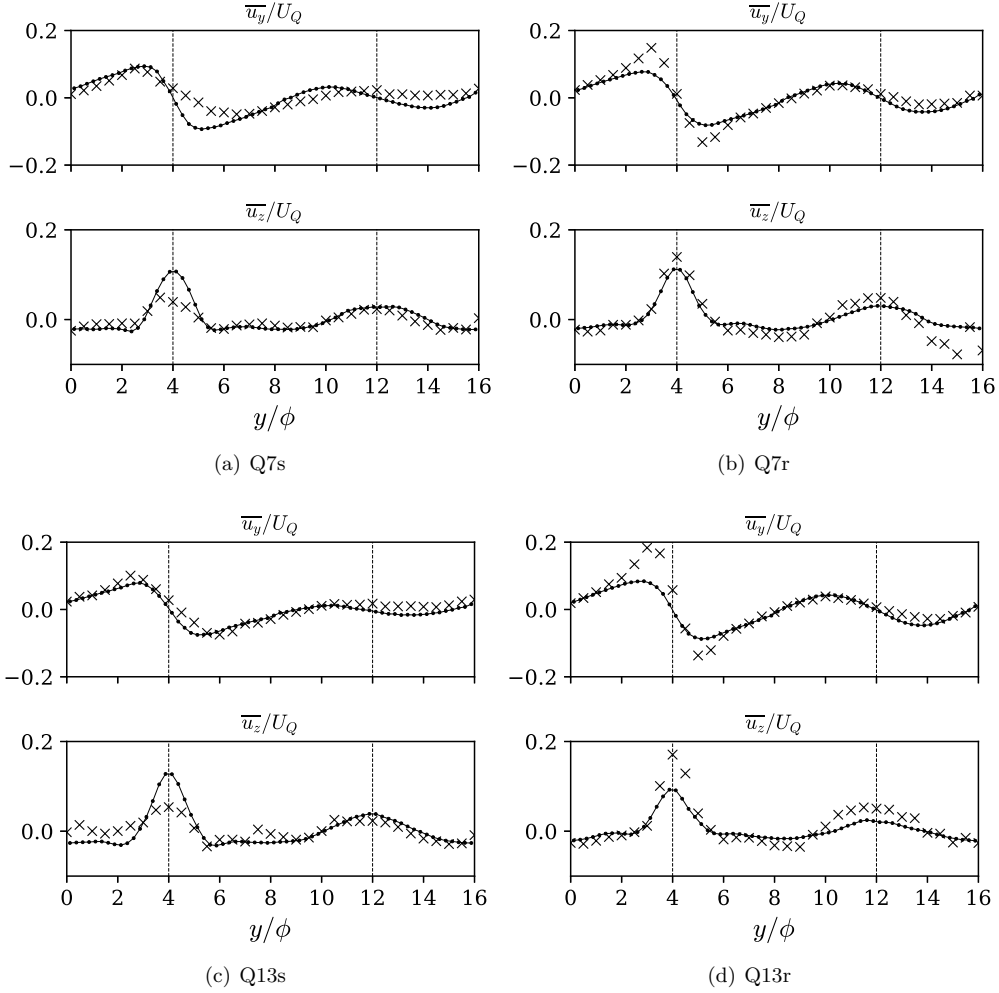 $\overline{u_y}/U_Q$
0.2
0.0
−0.2
$\overline{u_z}/U_Q$
0.2
0.0
0 2 4 6 8 10 12 14 16
$y/\phi$
(a) Q7s
$\overline{u_y}/U_Q$
0.2
0.0
−0.2
$\overline{u_z}/U_Q$
0.2
0.0
0 2 4 6 8 10 12 14 16
$y/\phi$
(b) Q7r
$\overline{u_y}/U_Q$
0.2
0.0
−0.2
$\overline{u_z}/U_Q$
0.2
0.0
0 2 4 6 8 10 12 14 16
$y/\phi$
(c) Q13s
$\overline{u_y}/U_Q$
0.2
0.0
−0.2
$\overline{u_z}/U_Q$
0.2
0.0
0 2 4 6 8 10 12 14 16
$y/\phi$
(d) Q13r